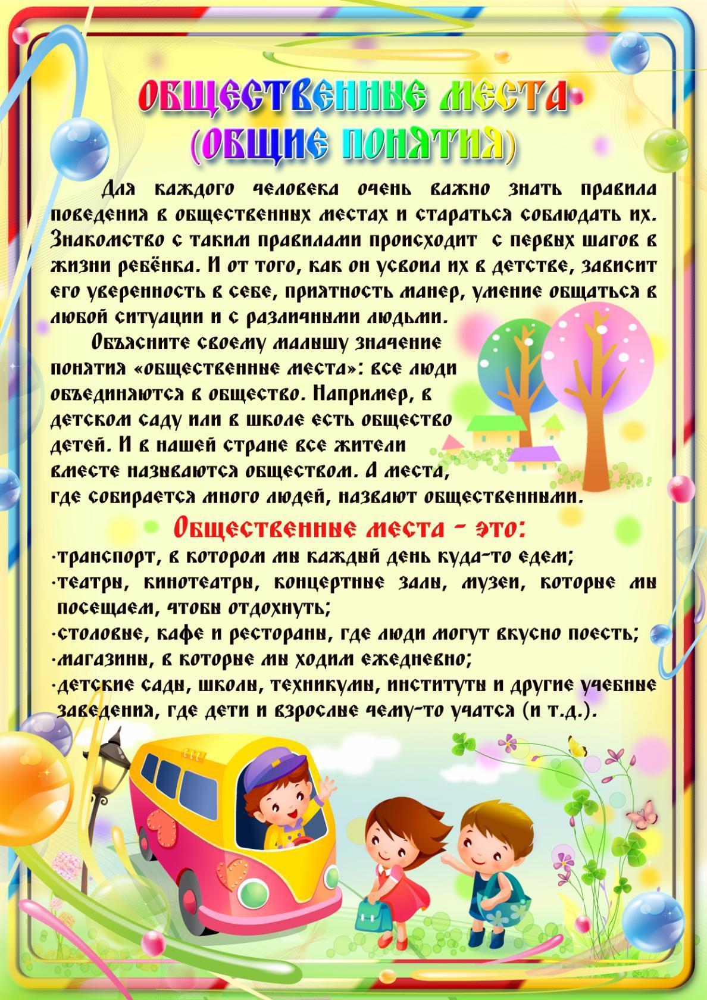 ОБЩЕСТВЕННЫЕ МЕСТА
(ОБЩИЕ ПОНЯТИЯ)
Для каждого человека очень важно знать правила
поведения в общественных местах и стараться соблюдать их.
Знакомство с такими правилами происходит с первых шагов в
жизни ребёнка. И от того, как он усвоил их в детстве, зависит
его уверенность в себе, приятность манер, умение общаться в
любой ситуации и с различными людьми.
Объясните своему малышу значение
понятия «общественные места»: все люди
объединяются в общество. Например, в
детском саду или в школе есть общество
детей. И в нашей стране все жители
вместе называются обществом. А места,
где собирается много людей, назвают общественными.
Общественные места - это:
·транспорт, в котором мы каждый день куда-то едем;
·театры, кинотеатры, концертные залы, музеи, которые мы
посещаем, чтобы отдохнуть;
·столовые, кафе и рестораны, где люди могут вкусно поесть;
·магазины, в которые мы ходим ежедневно;
·детские сады, школы, техникумы, институты и другие учебные
заведения, где дети и взрослые чему-то учатся (и т.д.).